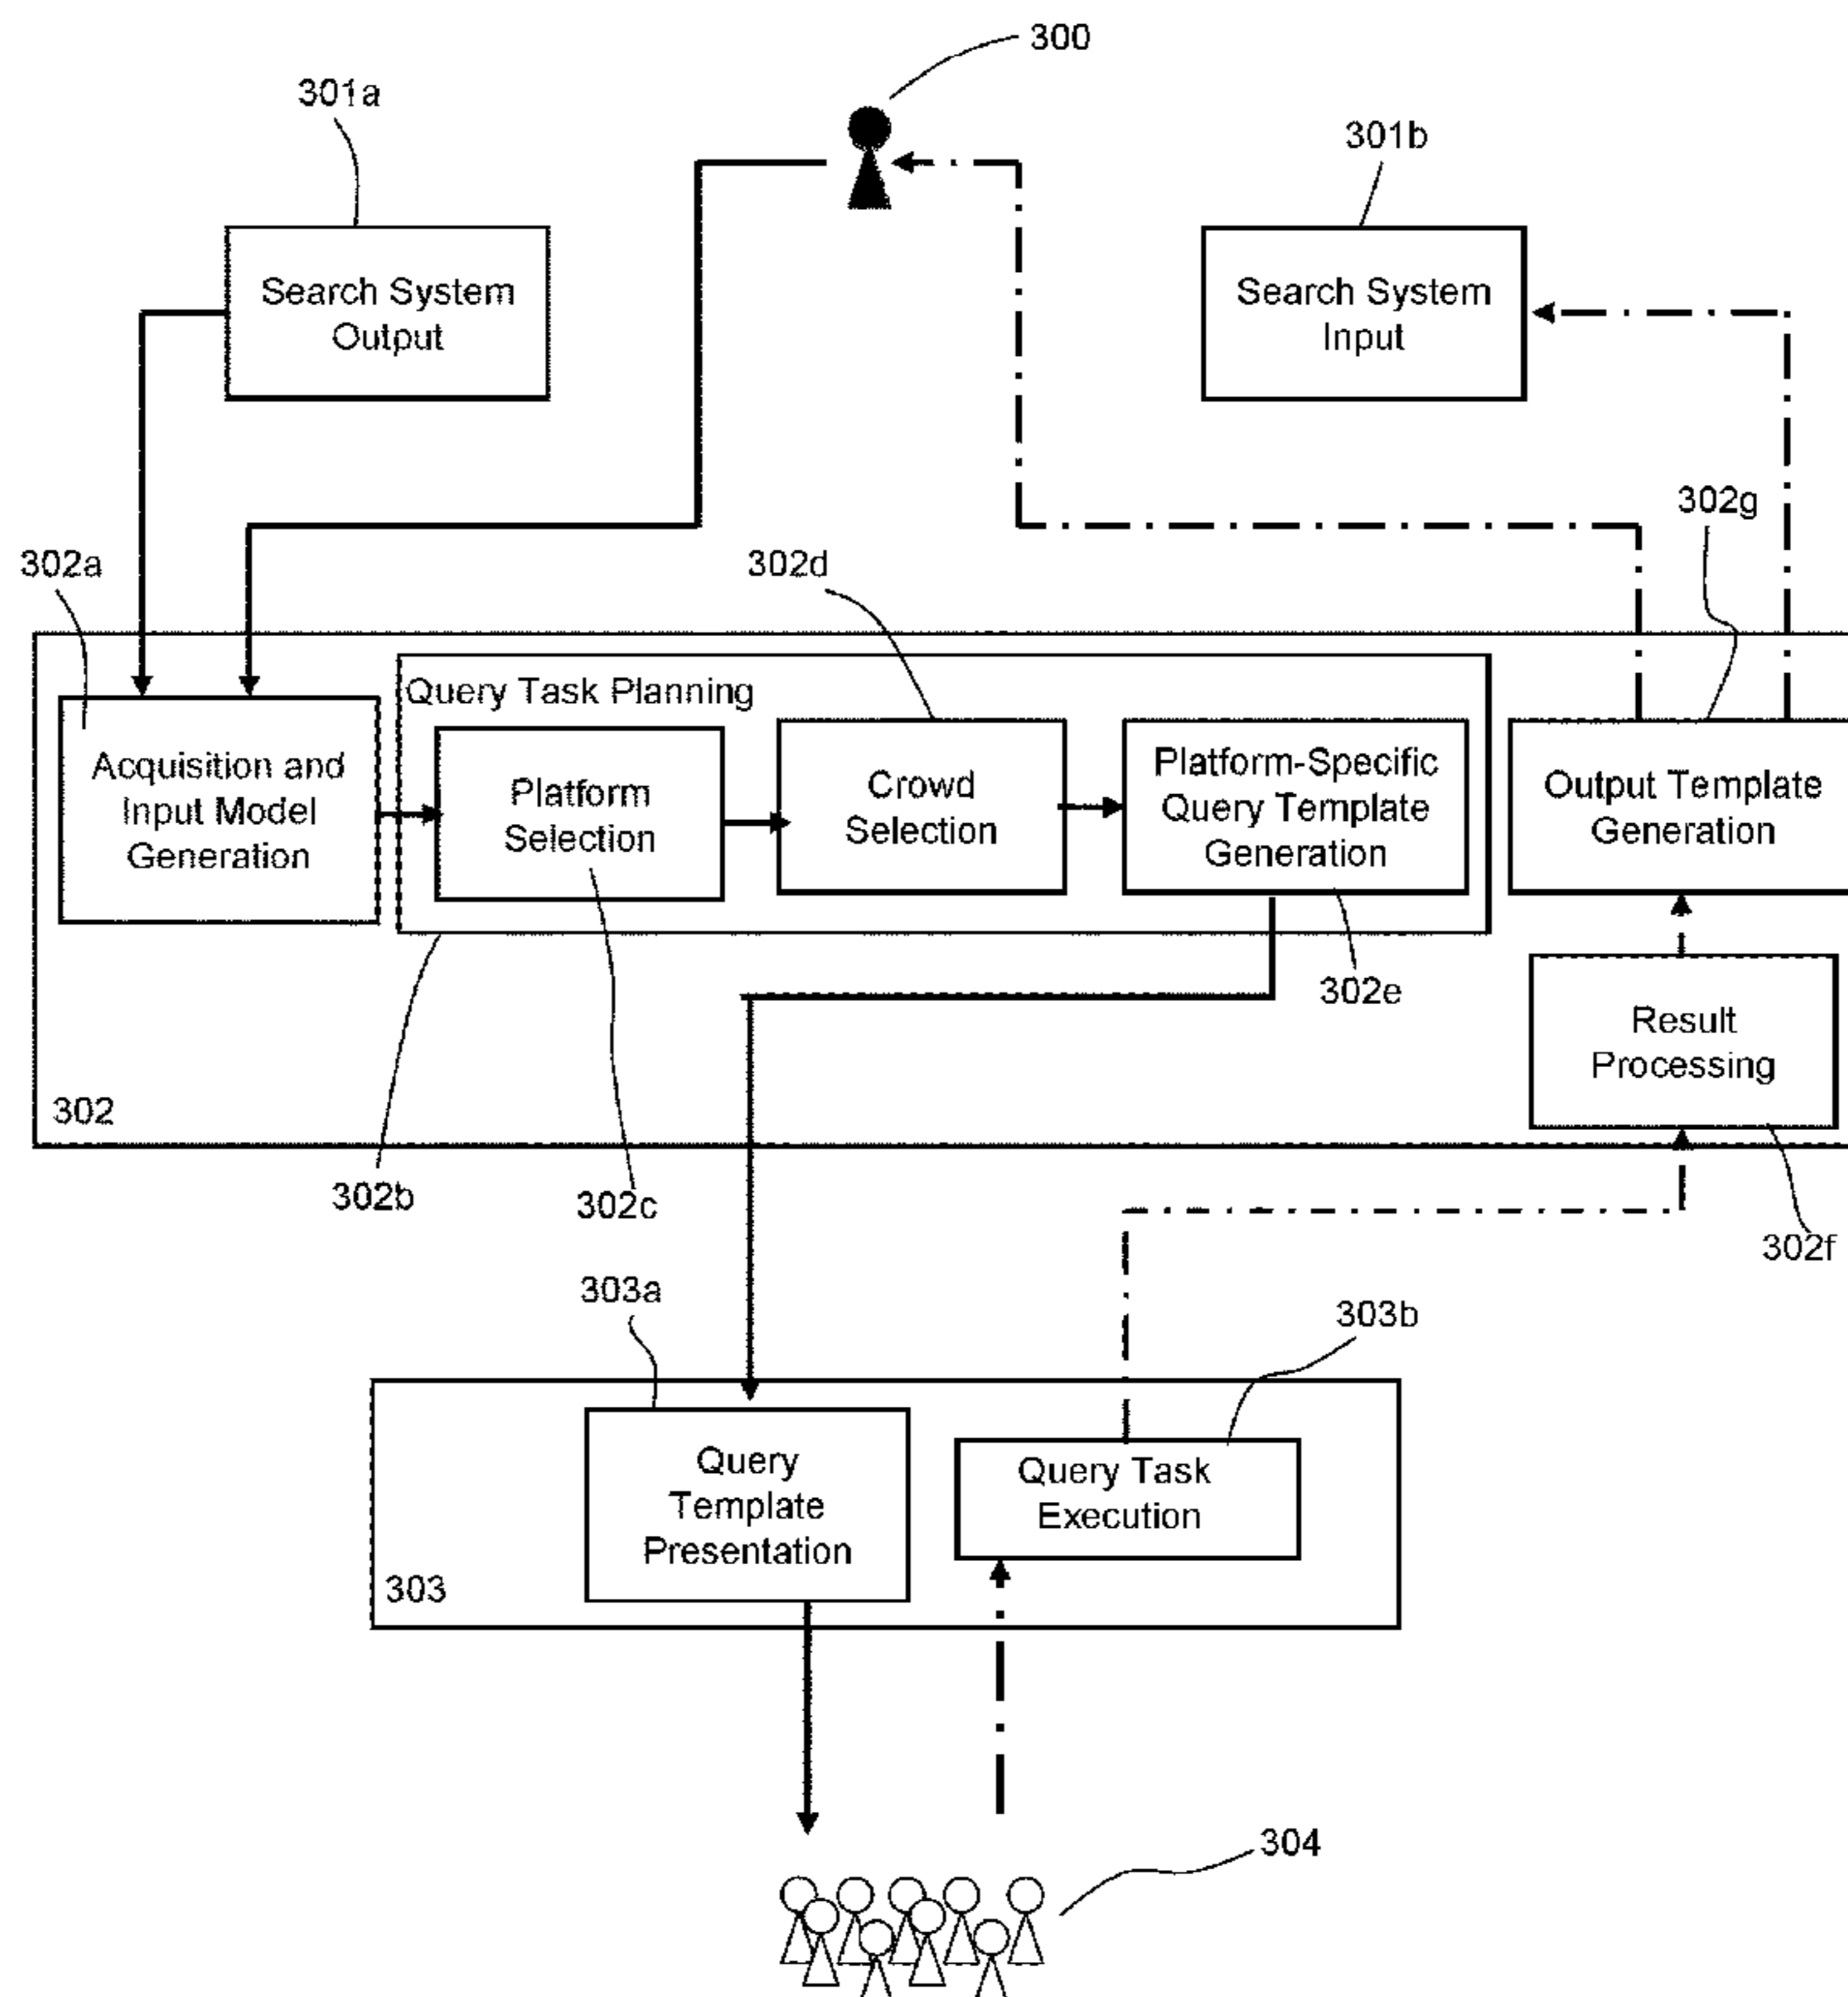 300
301a
301b
Search System
Output
Search System
Input
302g
302a
302d
Query Task Planning
Acquisition and
Input Model
Generation
Platform
Selection
Crowd
Selection
Platform-Specific
Query Template
Generation
Output Template
Generation
302e
Result
Processing
302
302b
302c
302f
303a
303b
Query
Template
Presentation
Query Task
Execution
303
304